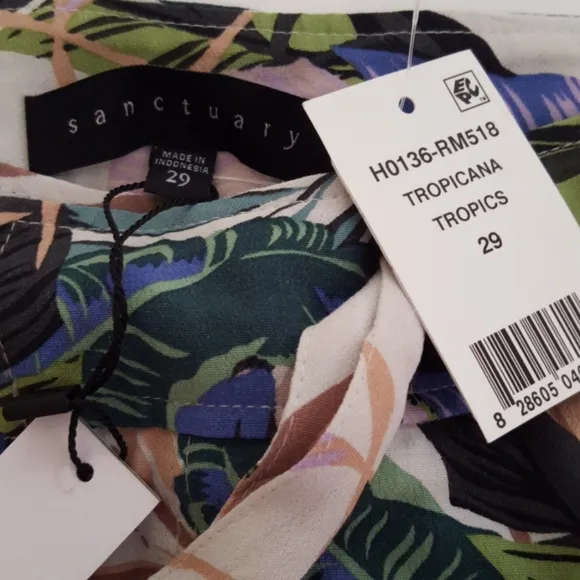 sanctuary
MADE IN
INDONESIA
29
H0136-RM518
TROPICANA
TROPICS
29
8 28605 04